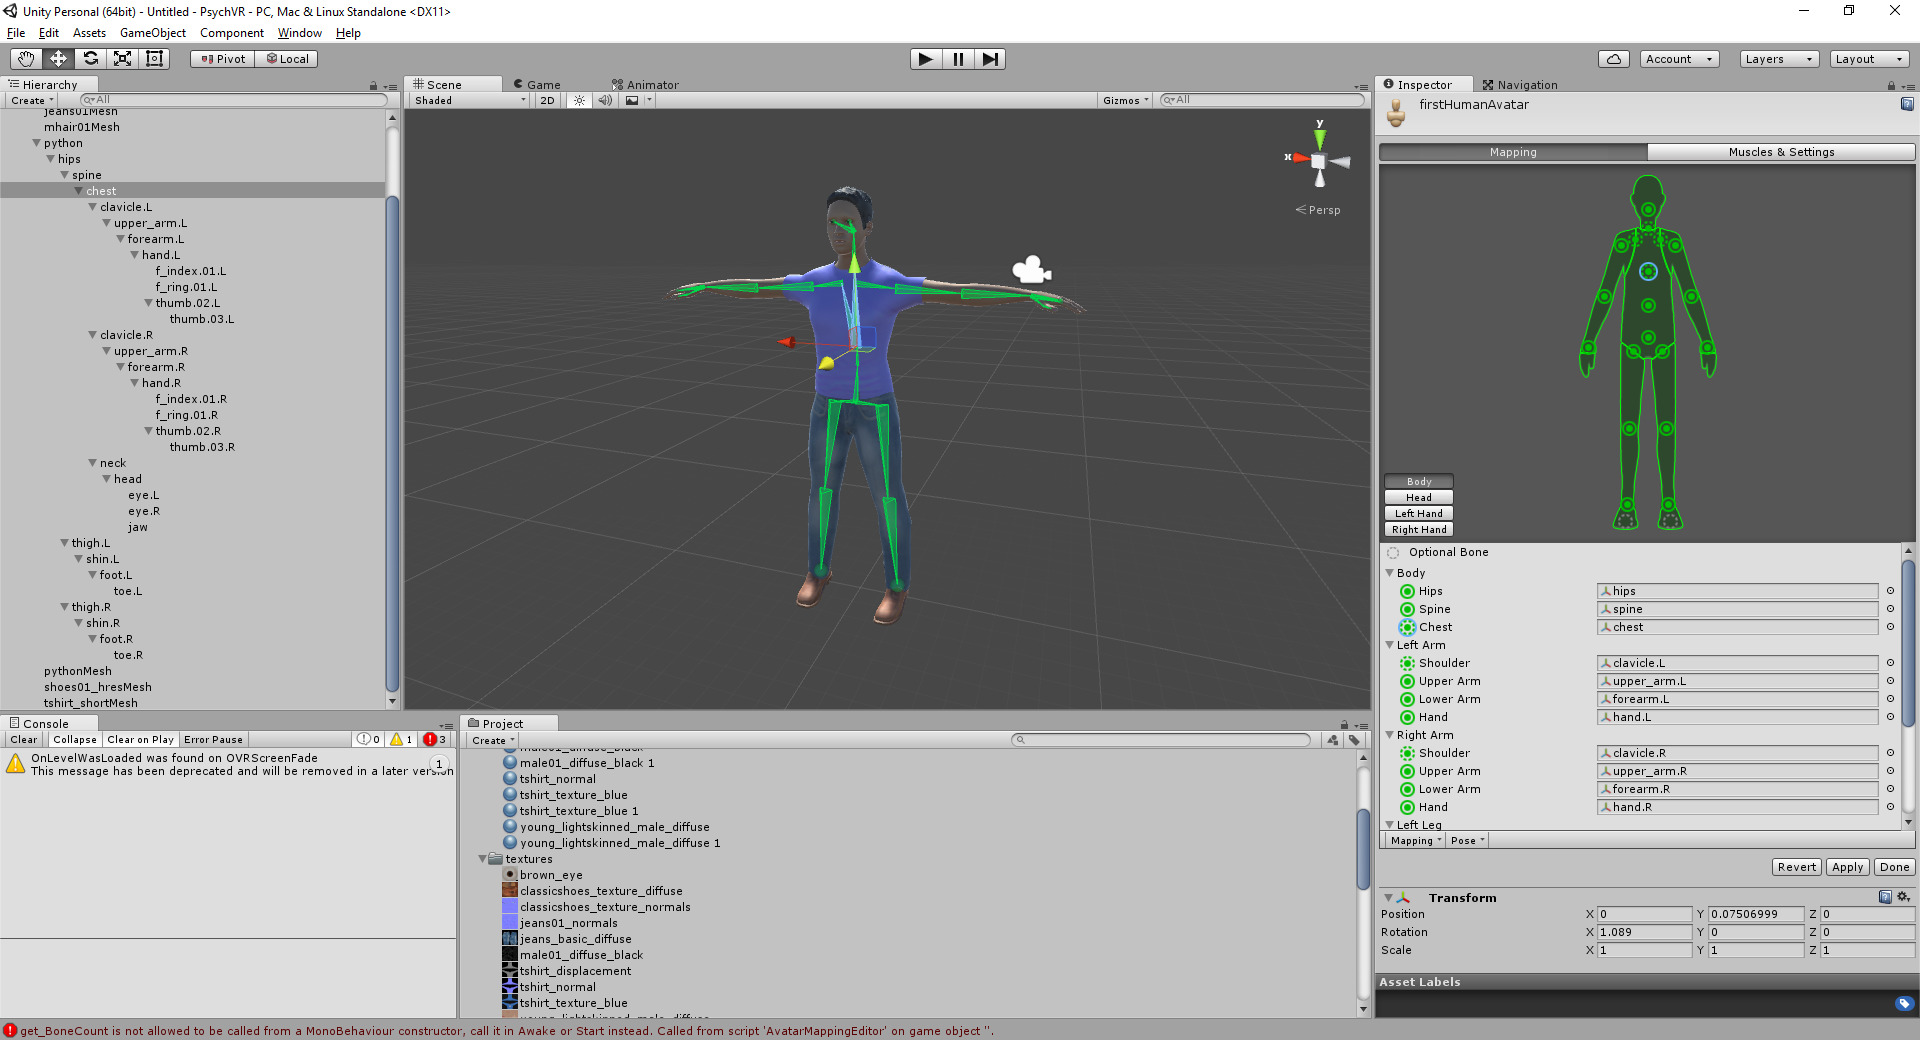 Unity Personal (64bit) - Untitled - PsychVR - PC, Mac & Linux Standalone <DX11>
File Edit Assets GameObject Component Window Help
Pivot Local Account Layers Layout
Hierarchy
Create All
jeans01Mesh
mhair01Mesh
python
hips
spine
chest
clavicle.L
upper_arm.L
forearm.L
hand.L
f_index.01.L
f_ring.01.L
thumb.02.L
thumb.03.L
clavicle.R
upper_arm.R
forearm.R
hand.R
f_index.01.R
f_ring.01.R
thumb.02.R
thumb.03.R
neck
head
eye.L
eye.R
jaw
thigh.L
shin.L
foot.L
toe.L
thigh.R
shin.R
foot.R
toe.R
pythonMesh
shoes01_hresMesh
tshirt_shortMesh
Scene Game Animator
Shaded 2D Gizmos All
y
x
Persp
Inspector Navigation
firstHumanAvatar
Mapping Muscles & Settings
Body
Head
Left Hand
Right Hand
Optional Bone
Body
Hips hips
Spine spine
Chest chest
Left Arm
Shoulder clavicle.L
Upper Arm upper_arm.L
Lower Arm forearm.L
Hand hand.L
Right Arm
Shoulder clavicle.R
Upper Arm upper_arm.R
Lower Arm forearm.R
Hand hand.R
Left Leg
Mapping Pose
Revert Apply Done
Transform
Position X 0 Y 0.07506999 Z 0
Rotation X 1.089 Y 0 Z 0
Scale X 1 Y 1 Z 1
Asset Labels
Console
Clear Collapse Clear on Play Error Pause 0 1 3
OnLevelWasLoaded was found on OVRScreenFade
This message has been deprecated and will be removed in a later version
1
Project
Create
male01_diffuse_black
male01_diffuse_black 1
tshirt_normal
tshirt_texture_blue
tshirt_texture_blue 1
young_lightskinned_male_diffuse
young_lightskinned_male_diffuse 1
textures
brown_eye
classicshoes_texture_diffuse
classicshoes_texture_normals
jeans01_normals
jeans_basic_diffuse
male01_diffuse_black
tshirt_displacement
tshirt_normal
tshirt_texture_blue
young_lightskinned_male_diffuse
get_BoneCount is not allowed to be called from a MonoBehaviour constructor, call it in Awake or Start instead. Called from script 'AvatarMappingEditor' on game object ''.